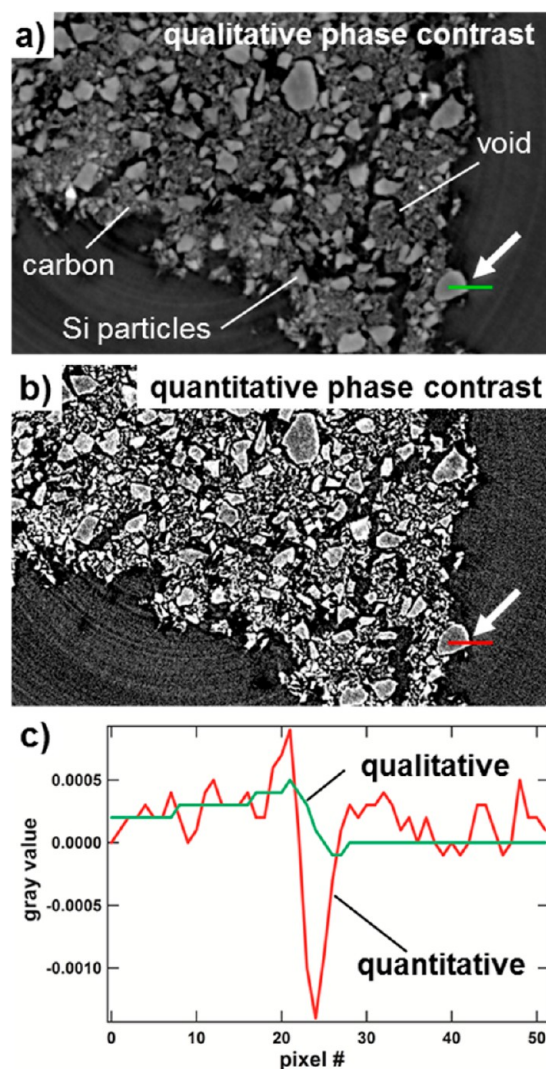 a) qualitative phase contrast
void
carbon
Si particles
b) quantitative phase contrast
c)
qualitative
quantitative
0.0005
0.0000
-0.0005
-0.0010
gray value
0 10 20 30 40 50
pixel #